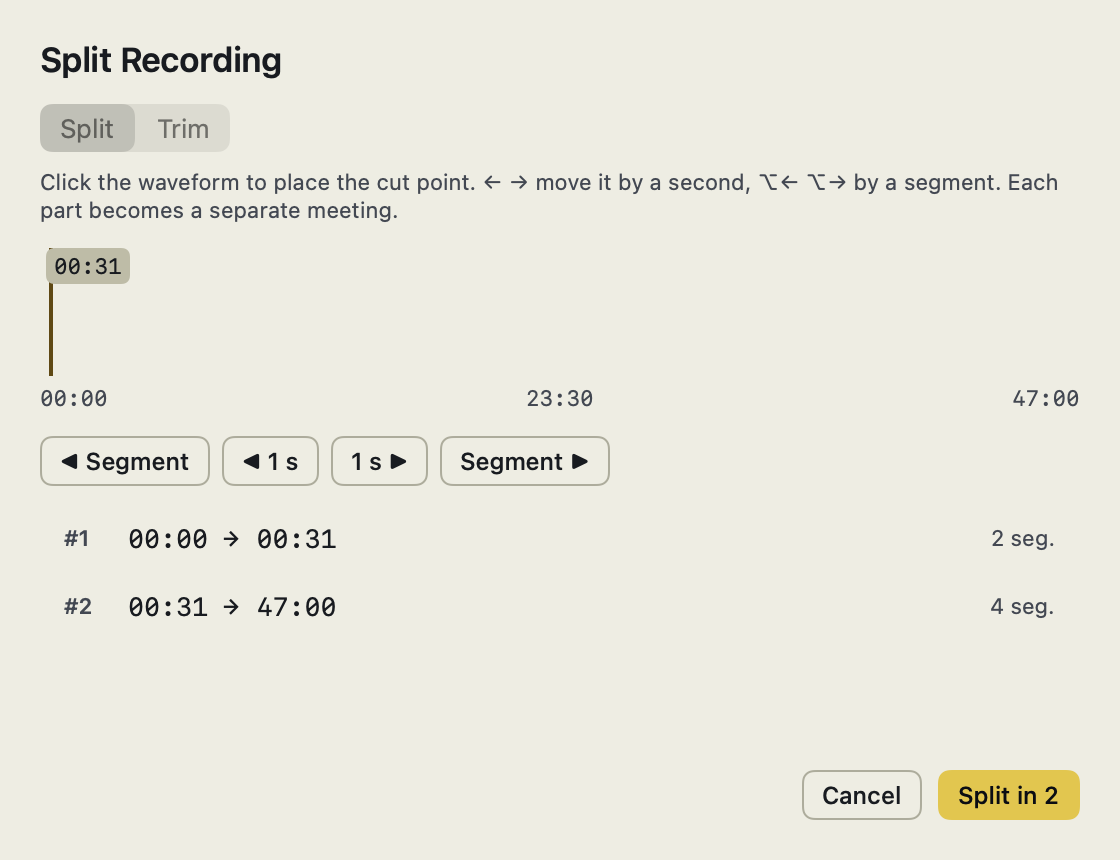 Split Recording
Split Trim
Click the waveform to place the cut point. ← → move it by a second, ⌥← ⌥→ by a segment. Each
part becomes a separate meeting.
00:31
00:00 23:30 47:00
◀ Segment ◀ 1 s 1 s ▶ Segment ▶
#1 00:00 → 00:31 2 seg.
#2 00:31 → 47:00 4 seg.
Cancel Split in 2